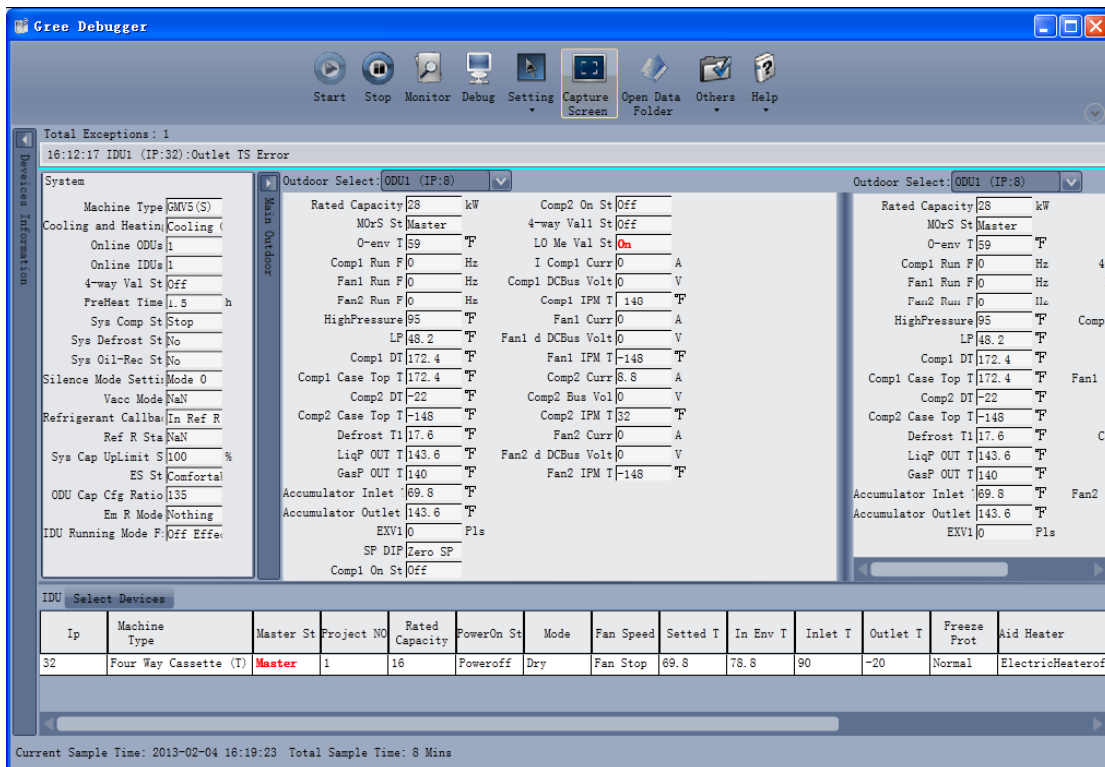 Gree Debugger
Start Stop Monitor Debug Setting Capture Screen Open Data Folder Others Help
Total Exceptions: 1
16:12:17 IDU1 (IP:32):Outlet TS Error
Deveices Information
System
Machine Type GMV5(S)
Cooling and Heatin Cooling (
Online ODUs 1
Online IDUs 1
4-way Val St Off
PreHeat Time 1.5 h
Sys Comp St Stop
Sys Defrost St No
Sys Oil-Rec St No
Silence Mode Setti Mode 0
Vacc Mode NaN
Refrigerant Callba In Ref R
Ref R Sta NaN
Sys Cap UpLimit S 100 %
ES St Comforta
ODU Cap Cfg Ratio 135
Em R Mode Nothing
IDU Running Mode F: Off Effe
Main Outdoor
Outdoor Select: ODU1 (IP:8)
Rated Capacity 28 kW
MOrS St Master
O-env T 59 ℉
Comp1 Run F 0 Hz
Fan1 Run F 0 Hz
Fan2 Run F 0 Hz
HighPressure 95 ℉
LP 48.2 ℉
Comp1 DT 172.4 ℉
Comp1 Case Top T 172.4 ℉
Comp2 DT -22 ℉
Comp2 Case Top T -148 ℉
Defrost T1 17.6 ℉
LiqP OUT T 143.6 ℉
GasP OUT T 140 ℉
Accumulator Inlet 69.8 ℉
Accumulator Outlet 143.6 ℉
EXV1 0 Pls
SP DIP Zero SP
Comp1 On St Off
Comp2 On St Off
4-way Val1 St Off
LO Me Val St On
I Comp1 Curr 0 A
Comp1 DCBus Volt 0 V
Comp1 IPM T -148 ℉
Fan1 Curr 0 A
Fan1 d DCBus Volt 0 V
Fan1 IPM T -148 ℉
Comp2 Curr 8.8 A
Comp2 Bus Vol 0 V
Comp2 IPM T 32 ℉
Fan2 Curr 0 A
Fan2 d DCBus Volt 0 V
Fan2 IPM T -148 ℉
Outdoor Select: ODU1 (IP:8)
Rated Capacity 28 kW
MOrS St Master
O-env T 59 ℉
Comp1 Run F 0 Hz 4
Fan1 Run F 0 Hz
Fan2 Run F 0 Hz
HighPressure 95 ℉ Comp
LP 48.2 ℉
Comp1 DT 172.4 ℉
Comp1 Case Top T 172.4 ℉ Fan1
Comp2 DT -22 ℉
Comp2 Case Top T -148 ℉
Defrost T1 17.6 ℉ C
LiqP OUT T 143.6 ℉
GasP OUT T 140 ℉
Accumulator Inlet 69.8 ℉ Fan2
Accumulator Outlet 143.6 ℉
EXV1 0 Pls
IDU Select Devices
Ip Machine Type Master St Project NO Rated Capacity PowerOn St Mode Fan Speed Setted T In Env T Inlet T Outlet T Freeze Prot Aid Heater
32 Four Way Cassette (T) Master 1 16 Poweroff Dry Fan Stop 69.8 78.8 90 -20 Normal ElectricHeaterof
Current Sample Time: 2013-02-04 16:19:23 Total Sample Time: 8 Mins